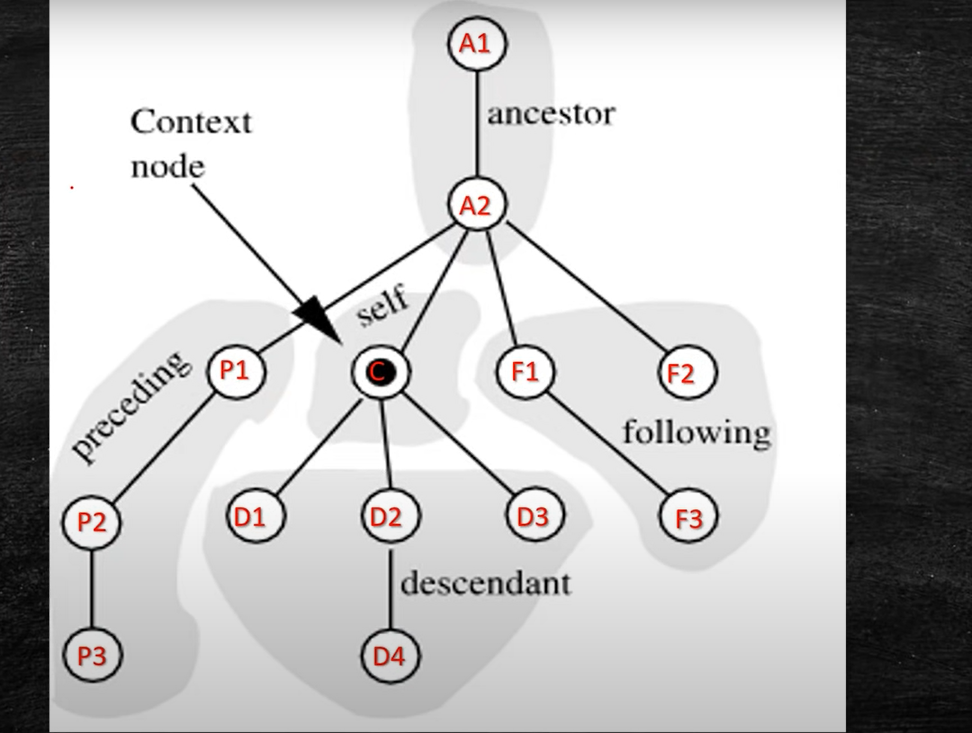 A1
ancestor
Context
node
A2
self
preceding
P1
C
F1
F2
following
P2
D1
D2
D3
F3
descendant
P3
D4